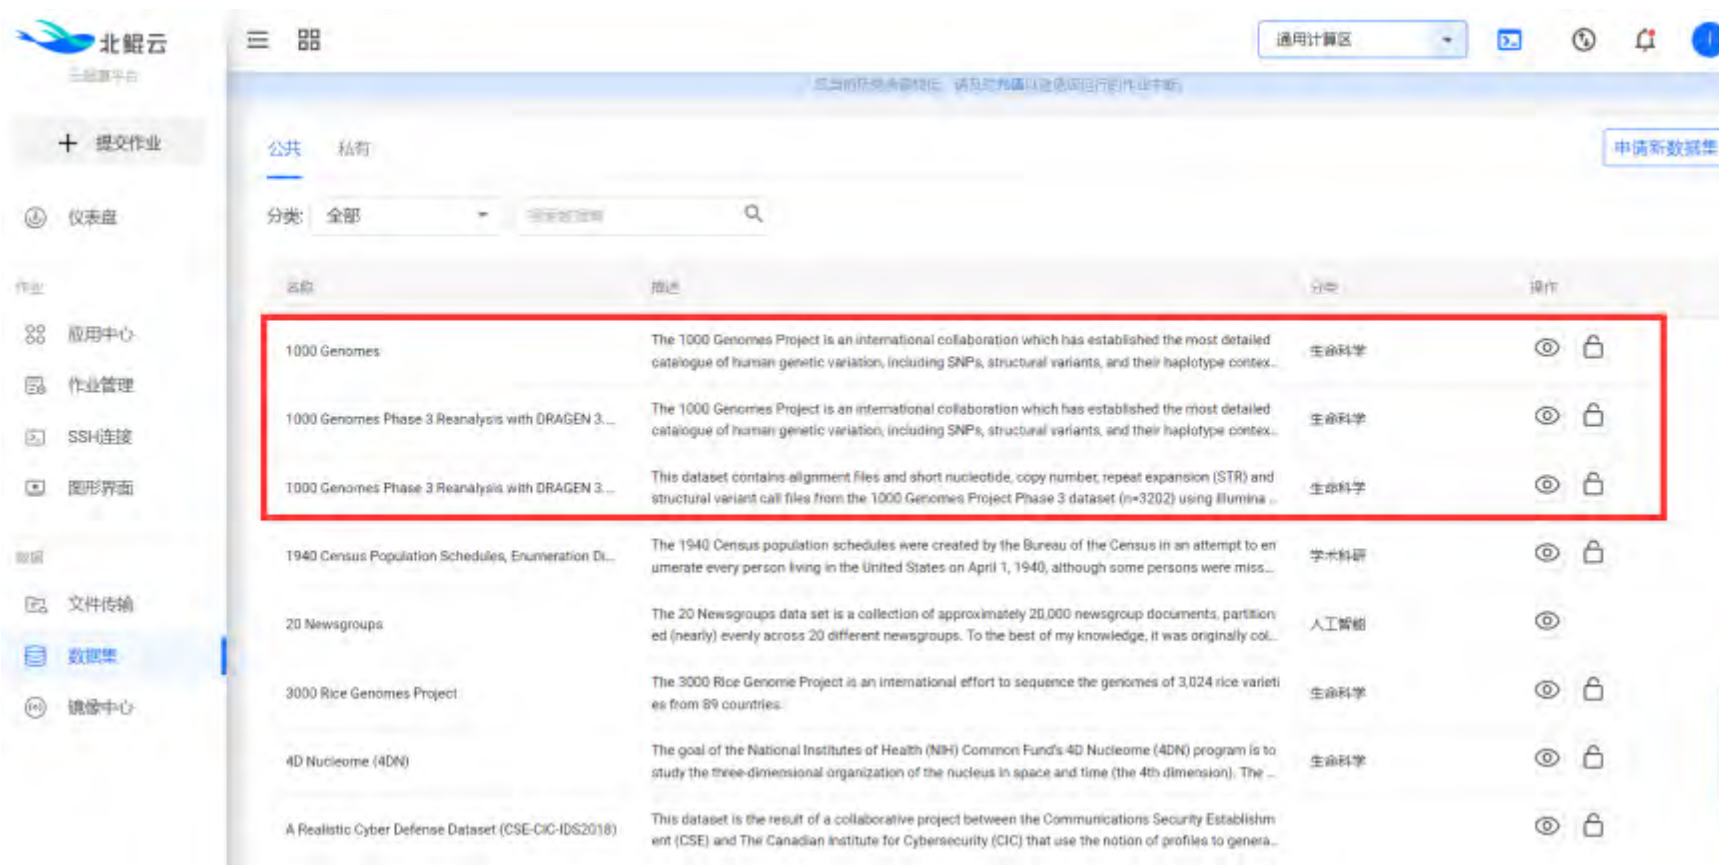 北鲲云
云超算平台
通用计算区
提交作业
公共
私有
申请新数据集
仪表盘
分类:
全部
作业
名称
描述
分类
操作
应用中心
1000 Genomes
The 1000 Genomes Project is an international collaboration which has established the most detailed
catalogue of human genetic variation, including SNPs, structural variants, and their haplotype contex...
生命科学
作业管理
1000 Genomes Phase 3 Reanalysis with DRAGEN 3....
The 1000 Genomes Project is an international collaboration which has established the most detailed
catalogue of human genetic variation, including SNPs, structural variants, and their haplotype contex...
生命科学
SSH连接
图形界面
1000 Genomes Phase 3 Reanalysis with DRAGEN 3....
This dataset contains alignment files and short nucleotide, copy number, repeat expansion (STR) and
structural variant call files from the 1000 Genomes Project Phase 3 dataset (n=3202) using Illumina ...
生命科学
数据
1940 Census Population Schedules, Enumeration Di...
The 1940 Census population schedules were created by the Bureau of the Census in an attempt to en
umerate every person living in the United States on April 1, 1940, although some persons were miss...
学术科研
文件传输
20 Newsgroups
The 20 Newsgroups data set is a collection of approximately 20,000 newsgroup documents, partition
ed (nearly) evenly across 20 different newsgroups. To the best of my knowledge, it was originally col...
人工智能
数据集
3000 Rice Genomes Project
The 3000 Rice Genome Project is an international effort to sequence the genomes of 3,024 rice varieti
es from 89 countries.
生命科学
镜像中心
4D Nucleome (4DN)
The goal of the National Institutes of Health (NIH) Common Fund's 4D Nucleome (4DN) program is to
study the three-dimensional organization of the nucleus in space and time (the 4th dimension). The ...
生命科学
A Realistic Cyber Defense Dataset (CSE-CIC-IDS2018)
This dataset is the result of a collaborative project between the Communications Security Establishm
ent (CSE) and The Canadian Institute for Cybersecurity (CIC) that use the notion of profiles to genera...